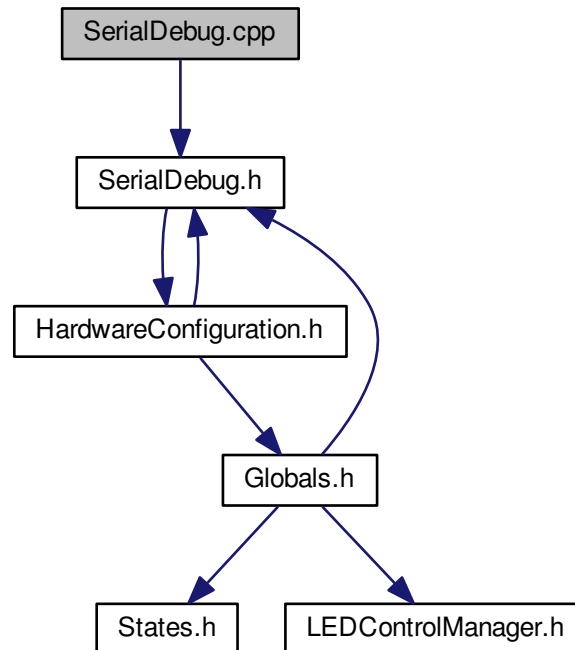 SerialDebug.cpp
SerialDebug.h
HardwareConfiguration.h
Globals.h
States.h
LEDControlManager.h